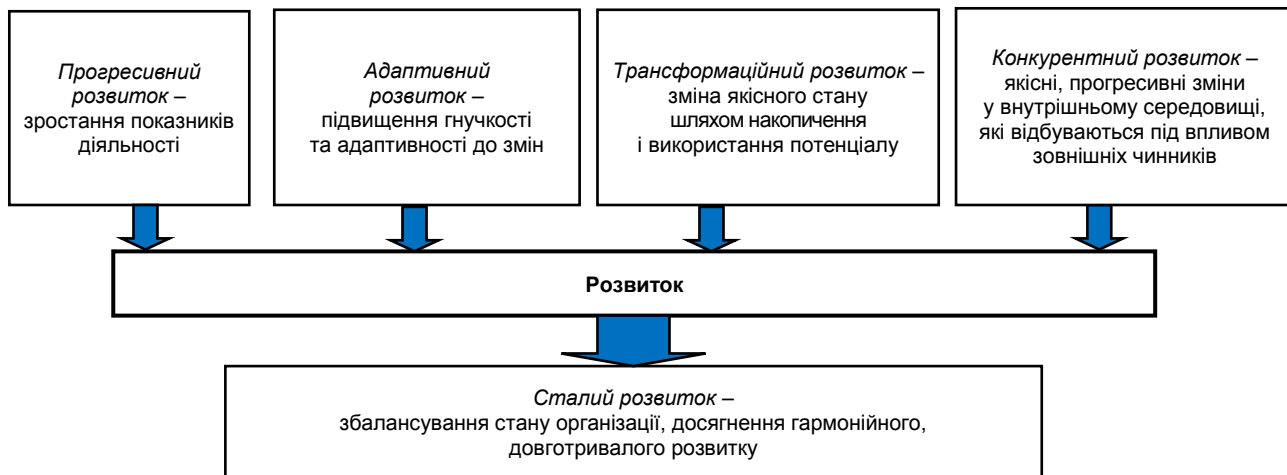 Прогресивний
розвиток –
зростання показників
діяльності
Адаптивний
розвиток –
підвищення гнучкості
та адаптивності до змін
Трансформаційний розвиток –
зміна якісного стану
шляхом накопичення
і використання потенціалу
Конкурентний розвиток –
якісні, прогресивні зміни
у внутрішньому середовищі,
які відбуваються під впливом
зовнішніх чинників
Розвиток
Сталий розвиток –
збалансування стану організації, досягнення гармонійного,
довготривалого розвитку